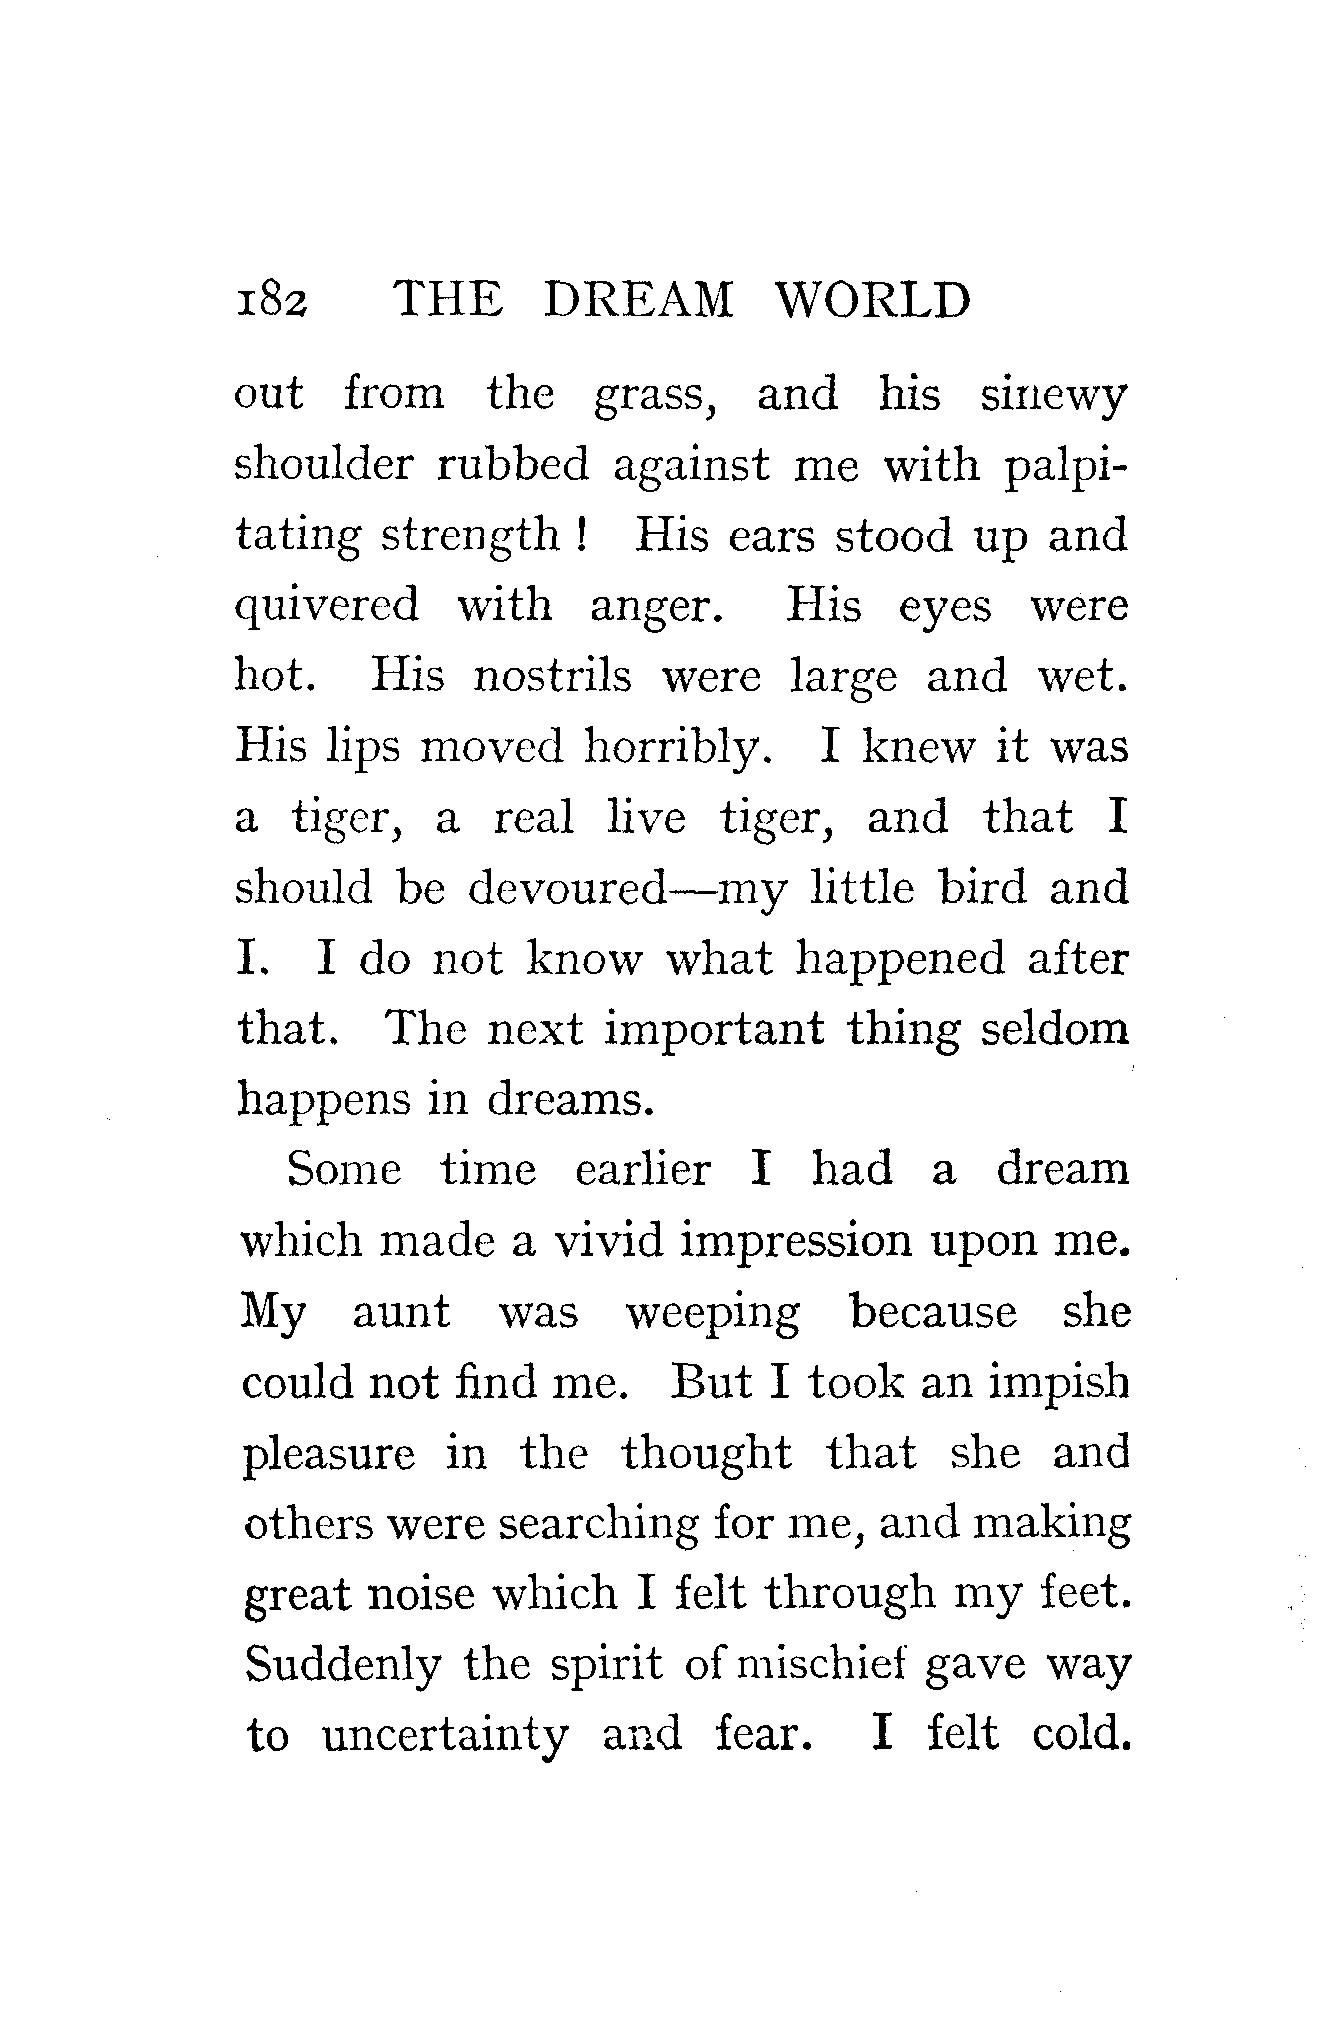 182 THE DREAM WORLD
out from the grass, and his sinewy
shoulder rubbed against me with palpi-
tating strength ! His ears stood up and
quivered with anger. His eyes were
hot. His nostrils were large and wet.
His lips moved horribly. I knew it was
a tiger, a real live tiger, and that I
should be devoured—my little bird and
I. I do not know what happened after
that. The next important thing seldom
happens in dreams.
Some time earlier I had a dream
which made a vivid impression upon me.
My aunt was weeping because she
could not find me. But I took an impish
pleasure in the thought that she and
others were searching for me, and making
great noise which I felt through my feet.
Suddenly the spirit of mischief gave way
to uncertainty and fear. I felt cold.